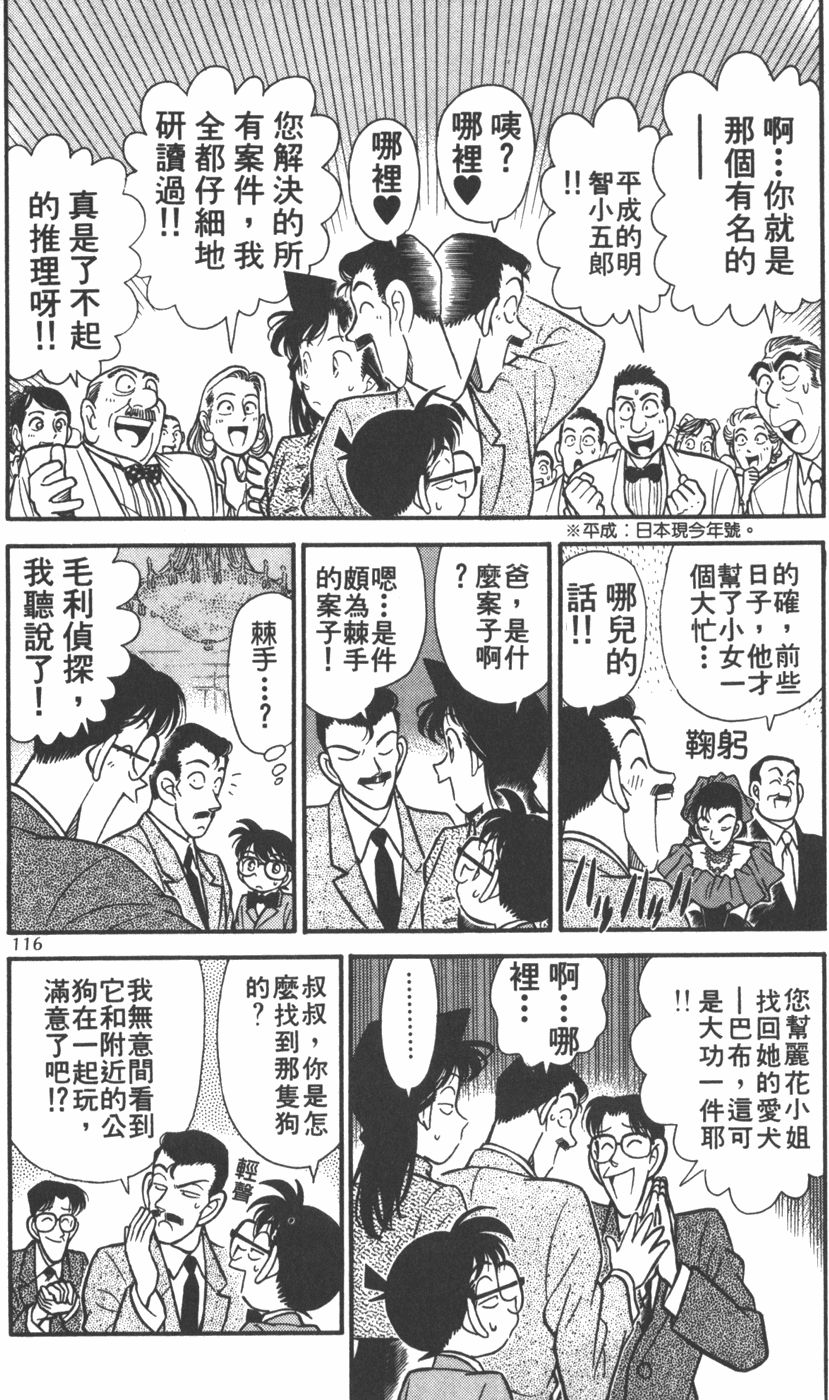 啊…你就是
那個有名的
—
平成的明
智小五郎
!!
咦？
哪裡♥
哪裡♥
您解決的所
有案件，我
全都仔細地
研讀過!!
真是了不起
的推理呀!!
※平成：日本現今年號。
的確，前些
日子，他才
幫了小女一
個大忙…
鞠躬
哪兒的
話!!
爸，是什
麼案子啊
？
嗯…是件
頗為棘手
的案子！
棘手…？
毛利偵探，
我聽說了！
116
您幫麗花小姐
找回她的愛犬
—巴布，這可
是大功一件耶
!!
啊…哪
裡…
………
叔叔，你是怎
麼找到那隻狗
的？
輕聲
我無意間看到
它和附近的公
狗在一起玩，
滿意了吧!?